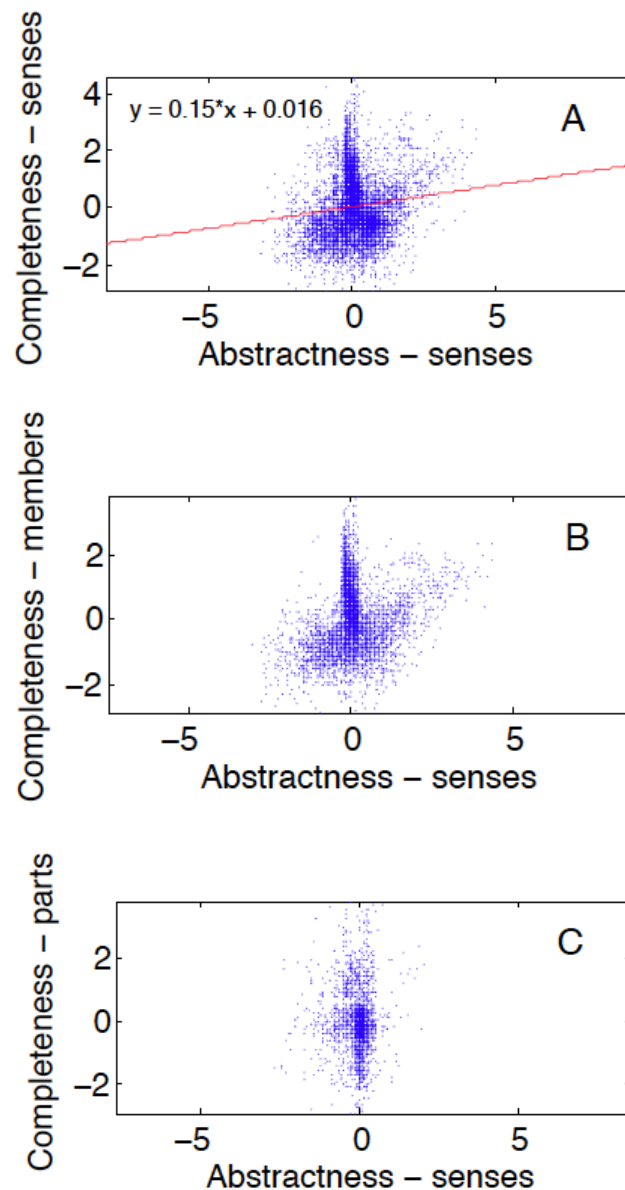 Completeness – senses
4
2
0
−2
y = 0.15*x + 0.016
A
−5
0
5
Abstractness – senses
Completeness – members
2
0
−2
B
−5
0
5
Abstractness – senses
Completeness – parts
2
0
−2
C
−5
0
5
Abstractness – senses